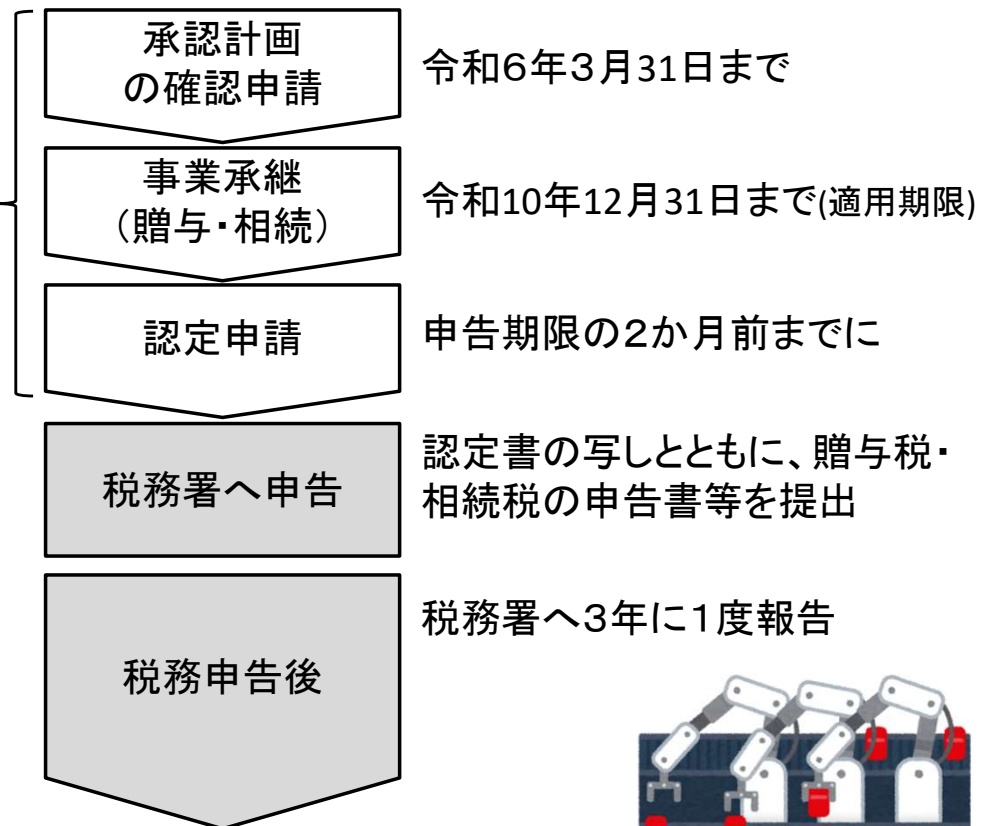 承認計画
の確認申請
令和６年３月31日まで
事業承継
（贈与・相続）
令和10年12月31日まで(適用期限)
認定申請
申告期限の２か月前までに
税務署へ申告
認定書の写しとともに、贈与税・
相続税の申告書等を提出
税務申告後
税務署へ３年に１度報告